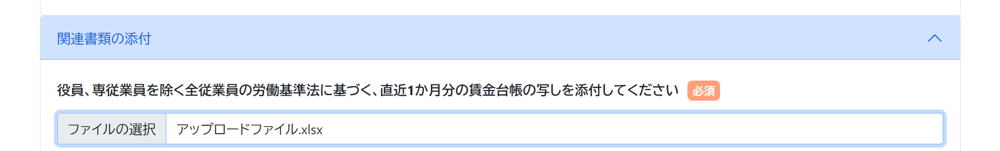 関連書類の添付
役員、専従業員を除く全従業員の労働基準法に基づく、直近1か月分の賃金台帳の写しを添付してください 必須
ファイルの選択 アップロードファイル.xlsx